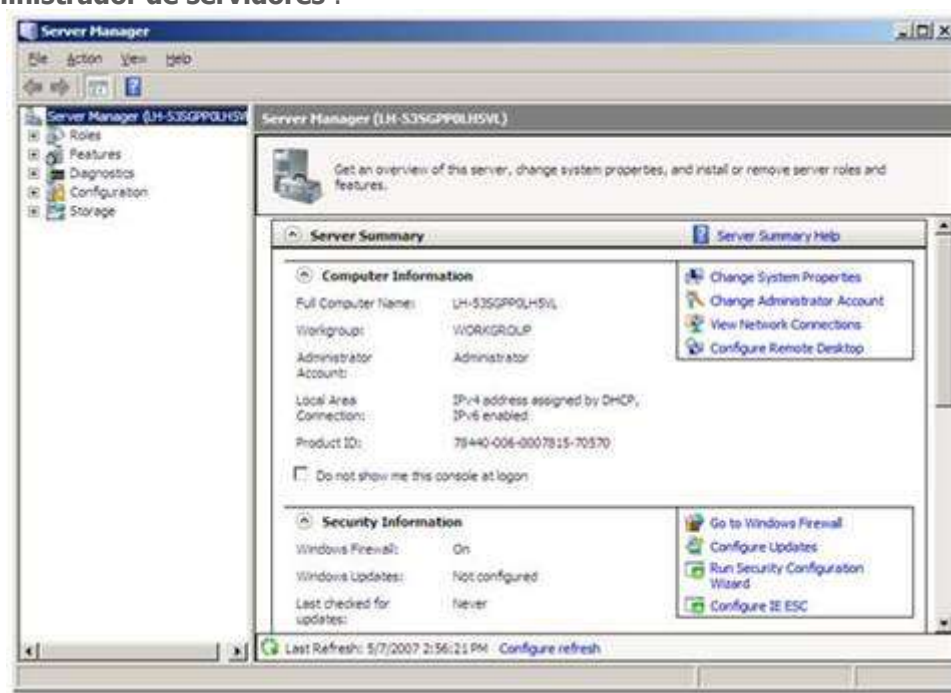 ministrador de servidores .
Server Manager
File Action View Help
Server Manager (LH-S3SGPP0LHSV
Roles
Features
Diagnostics
Configuration
Storage
Server Manager (LH-S3SGPP0LHSVL)
Get an overview of this server, change system properties, and install or remove server roles and
features.
Server Summary
Server Summary Help
Computer Information
Full Computer Name: LH-S3SGPP0LHSVL
Workgroup: WORKGROUP
Administrator
Account: Administrator
Local Area
Connection: IPv4 address assigned by DHCP,
IPv6 enabled
Product ID: 78440-006-0007815-70570
Do not show me this console at logon
Change System Properties
Change Administrator Account
View Network Connections
Configure Remote Desktop
Security Information
Windows Firewall: On
Windows Updates: Not configured
Last checked for
updates: Never
Go to Windows Firewall
Configure Updates
Run Security Configuration
Wizard
Configure IE ESC
Last Refresh: 5/7/2007 2:56:21 PM Configure refresh